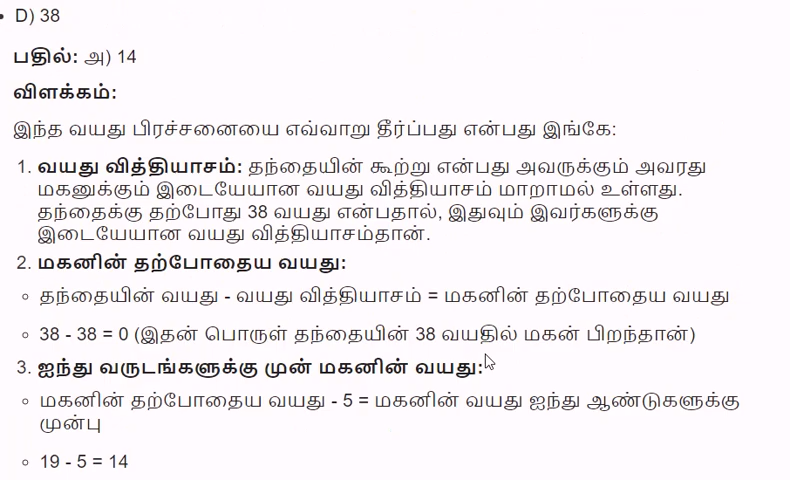 • D) 38
பதில்: அ) 14
விளக்கம்:
இந்த வயது பிரச்சனையை எவ்வாறு தீர்ப்பது என்பது இங்கே:
1. வயது வித்தியாசம்: தந்தையின் கூற்று என்பது அவருக்கும் அவரது
மகனுக்கும் இடையேயான வயது வித்தியாசம் மாறாமல் உள்ளது.
தந்தைக்கு தற்போது 38 வயது என்பதால், இதுவும் இவர்களுக்கு
இடையேயான வயது வித்தியாசம்தான்.
2. மகனின் தற்போதைய வயது:
○ தந்தையின் வயது - வயது வித்தியாசம் = மகனின் தற்போதைய வயது
○ 38 - 38 = 0 (இதன் பொருள் தந்தையின் 38 வயதில் மகன் பிறந்தான்)
3. ஐந்து வருடங்களுக்கு முன் மகனின் வயது:
○ மகனின் தற்போதைய வயது - 5 = மகனின் வயது ஐந்து ஆண்டுகளுக்கு
முன்பு
○ 19 - 5 = 14